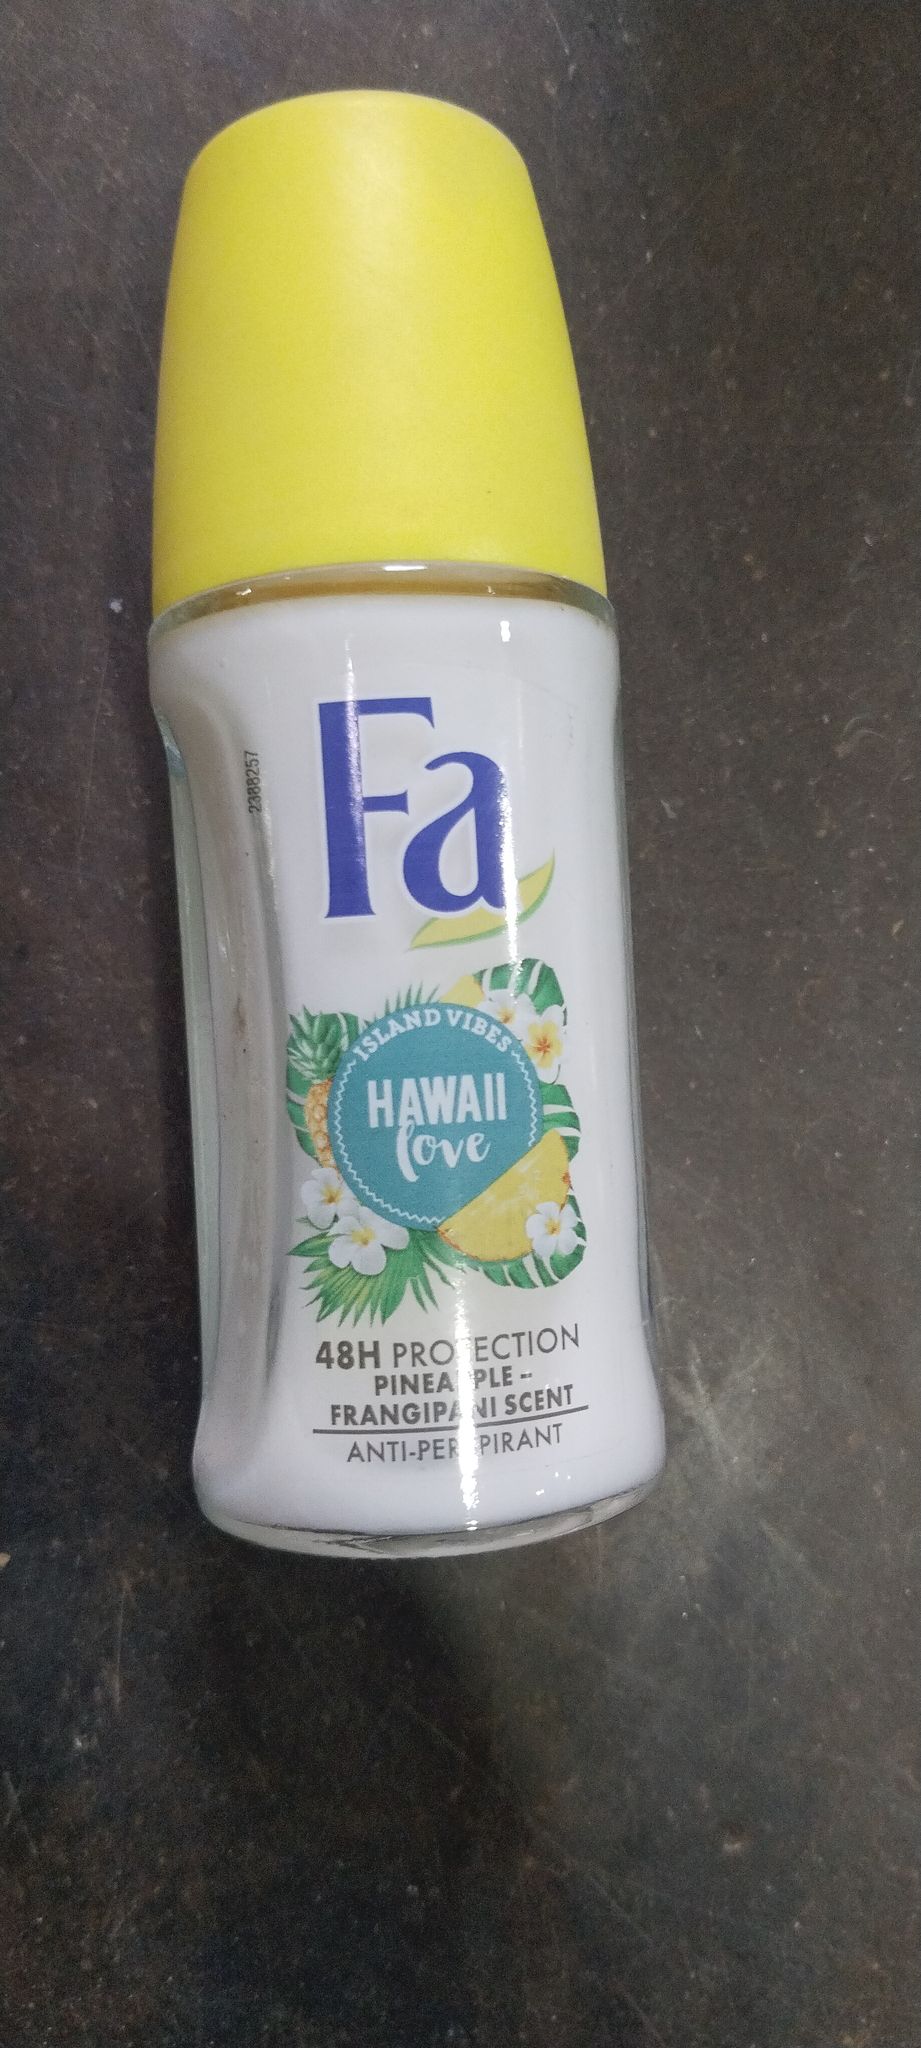 Fa
2388257
ISLAND VIBES
HAWAII
love
48H PROTECTION
PINEAPPLE -
FRANGIPANI SCENT
ANTI-PERSPIRANT